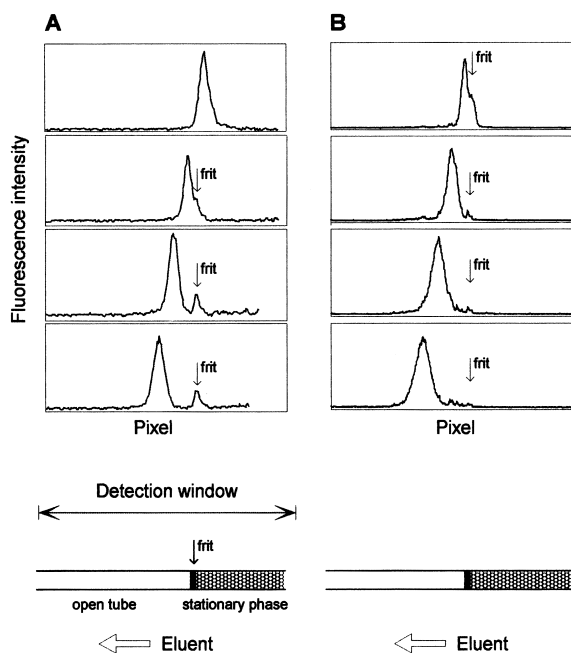 A
B
Fluorescence intensity
frit
frit
frit
frit
frit
frit
frit
Pixel
Pixel
Detection window
frit
open tube
stationary phase
Eluent
Eluent